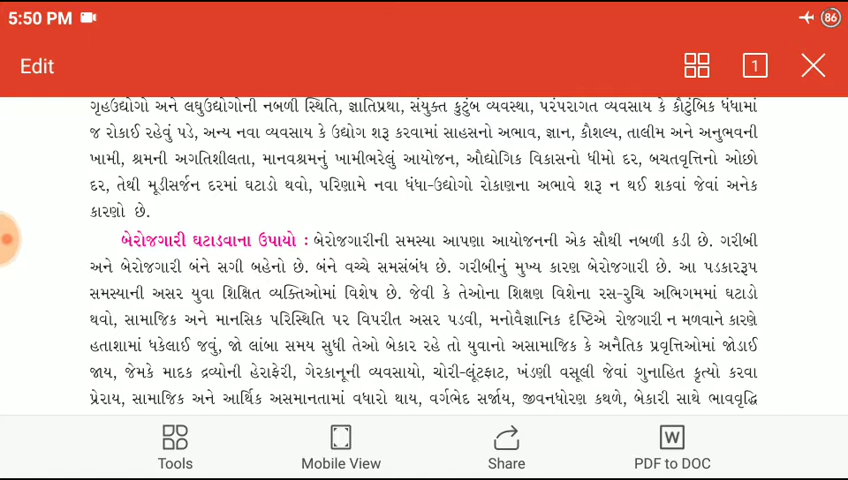 5:50 PM
86
Edit
1
ગૃહઉદ્યોગો અને લઘુઉદ્યોગોની નબળી સ્થિતિ, જ્ઞાતિપ્રથા, સંયુક્ત કુટુંબ વ્યવસ્થા, પરંપરાગત વ્યવસાય કે કૌટુંબિક ધંધામાં
જ રોકાઈ રહેવું પડે, અન્ય નવા વ્યવસાય કે ઉદ્યોગ શરૂ કરવામાં સાહસનો અભાવ, જ્ઞાન, કૌશલ્ય, તાલીમ અને અનુભવની
ખામી, શ્રમની અગતિશીલતા, માનવશ્રમનું ખામીભરેલું આયોજન, ઔદ્યોગિક વિકાસનો ધીમો દર, બચતવૃત્તિનો ઓછો
દર, તેથી મૂડીસર્જન દરમાં ઘટાડો થવો, પરિણામે નવા ધંધા-ઉદ્યોગો રોકાણના અભાવે શરૂ ન થઈ શકવાં જેવાં અનેક
કારણો છે.
બેરોજગારી ઘટાડવાના ઉપાયો : બેરોજગારીની સમસ્યા આપણા આયોજનની એક સૌથી નબળી કડી છે. ગરીબી
અને બેરોજગારી બંને સગી બહેનો છે. બંને વચ્ચે સમસંબંધ છે. ગરીબીનું મુખ્ય કારણ બેરોજગારી છે. આ પડકારરૂપ
સમસ્યાની અસર યુવા શિક્ષિત વ્યક્તિઓમાં વિશેષ છે. જેવી કે તેઓના શિક્ષણ વિશેના રસ-રુચિ અભિગમમાં ઘટાડો
થવો, સામાજિક અને માનસિક પરિસ્થિતિ પર વિપરીત અસર પડવી, મનોવૈજ્ઞાનિક દૃષ્ટિએ રોજગારી ન મળવાને કારણે
હતાશામાં ધકેલાઈ જવું, જો લાંબા સમય સુધી તેઓ બેકાર રહે તો યુવાનો અસામાજિક કે અનૈતિક પ્રવૃત્તિઓમાં જોડાઈ
જાય, જેમકે માદક દ્રવ્યોની હેરાફેરી, ગેરકાનૂની વ્યવસાયો, ચોરી-લૂંટફાટ, ખંડણી વસૂલી જેવાં ગુનાહિત કૃત્યો કરવા
પ્રેરાય, સામાજિક અને આર્થિક અસમાનતામાં વધારો થાય, વર્ગભેદ સર્જાય, જીવનધોરણ કથળે, બેકારી સાથે ભાવવૃદ્ધિ
Tools
Mobile View
Share
PDF to DOC